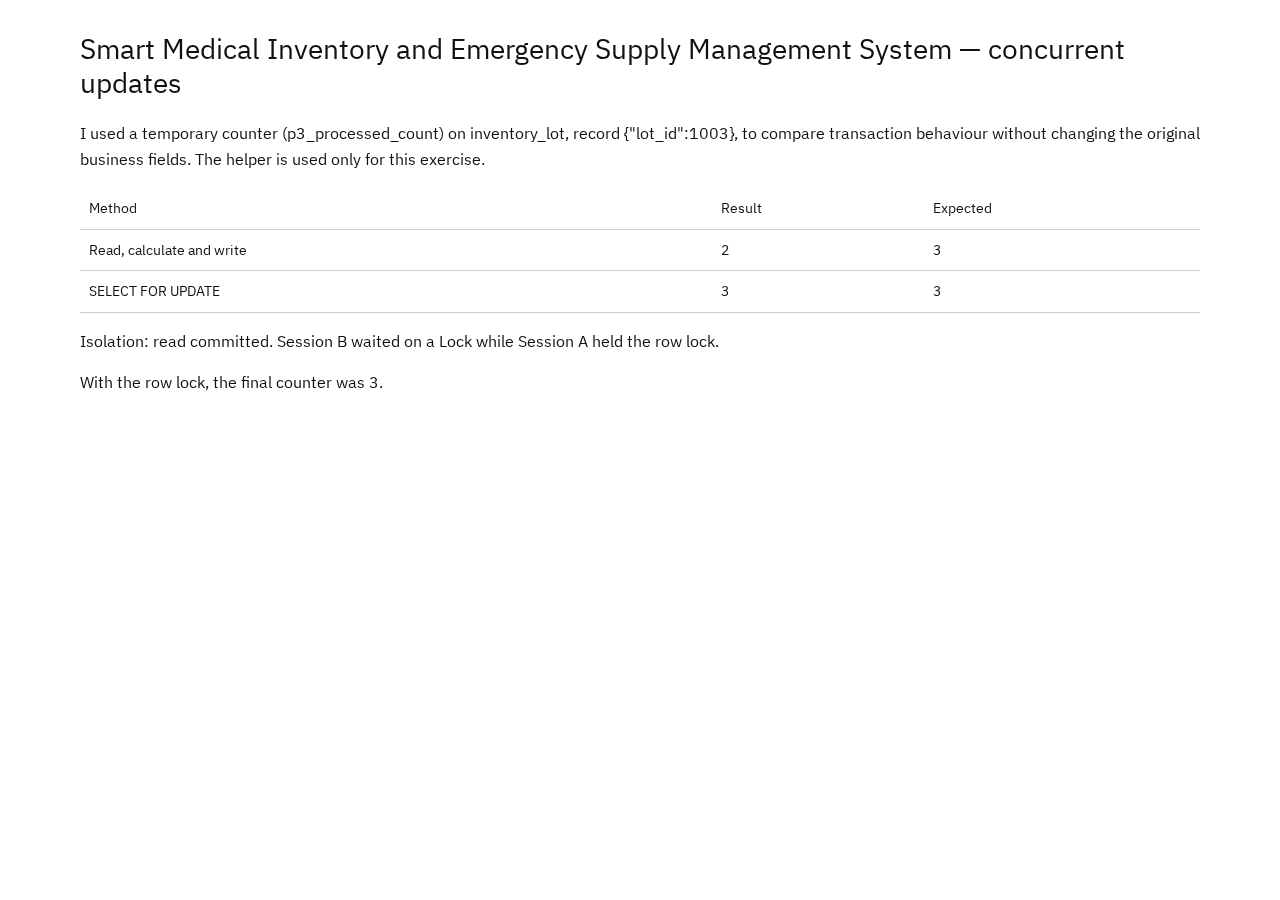 Smart Medical Inventory and Emergency Supply Management System — concurrent
updates
I used a temporary counter (p3_processed_count) on inventory_lot, record {"lot_id":1003}, to compare transaction behaviour without changing the original
business fields. The helper is used only for this exercise.
Method Result Expected
Read, calculate and write 2 3
SELECT FOR UPDATE 3 3
Isolation: read committed. Session B waited on a Lock while Session A held the row lock.
With the row lock, the final counter was 3.